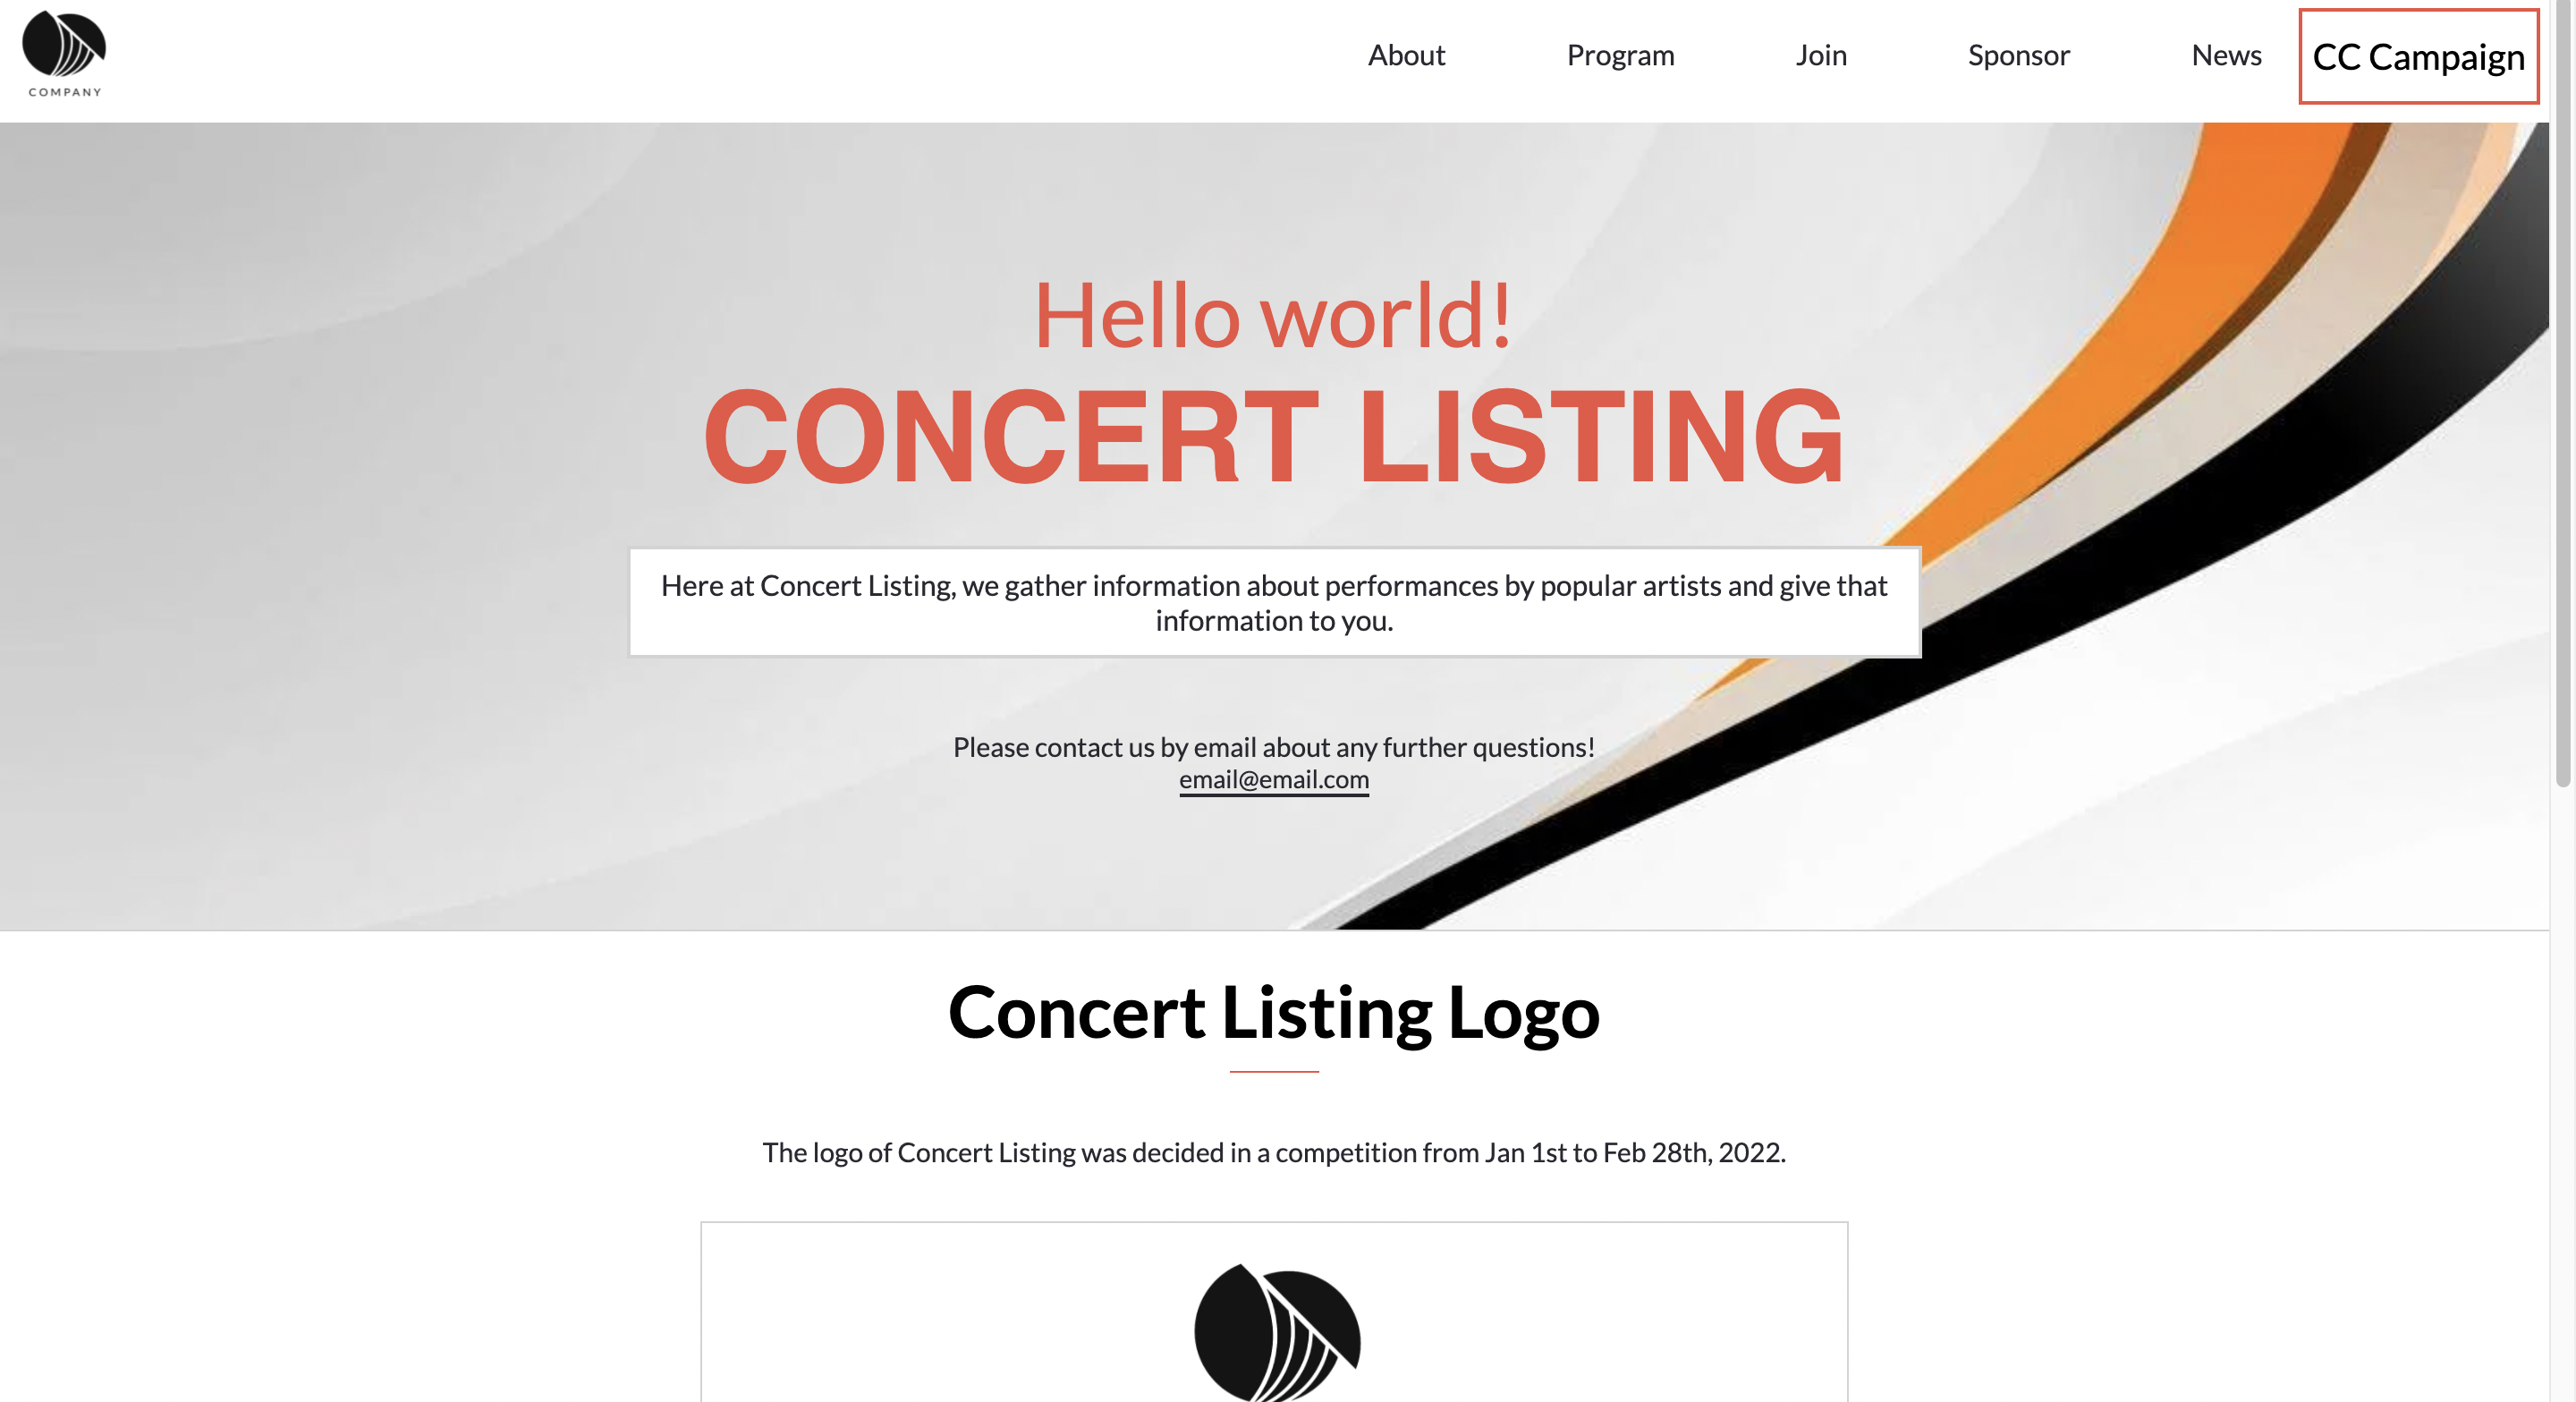 COMPANY
About Program Join Sponsor News CC Campaign
Hello world!
CONCERT LISTING
Here at Concert Listing, we gather information about performances by popular artists and give that
information to you.
Please contact us by email about any further questions!
email@email.com
Concert Listing Logo
The logo of Concert Listing was decided in a competition from Jan 1st to Feb 28th, 2022.